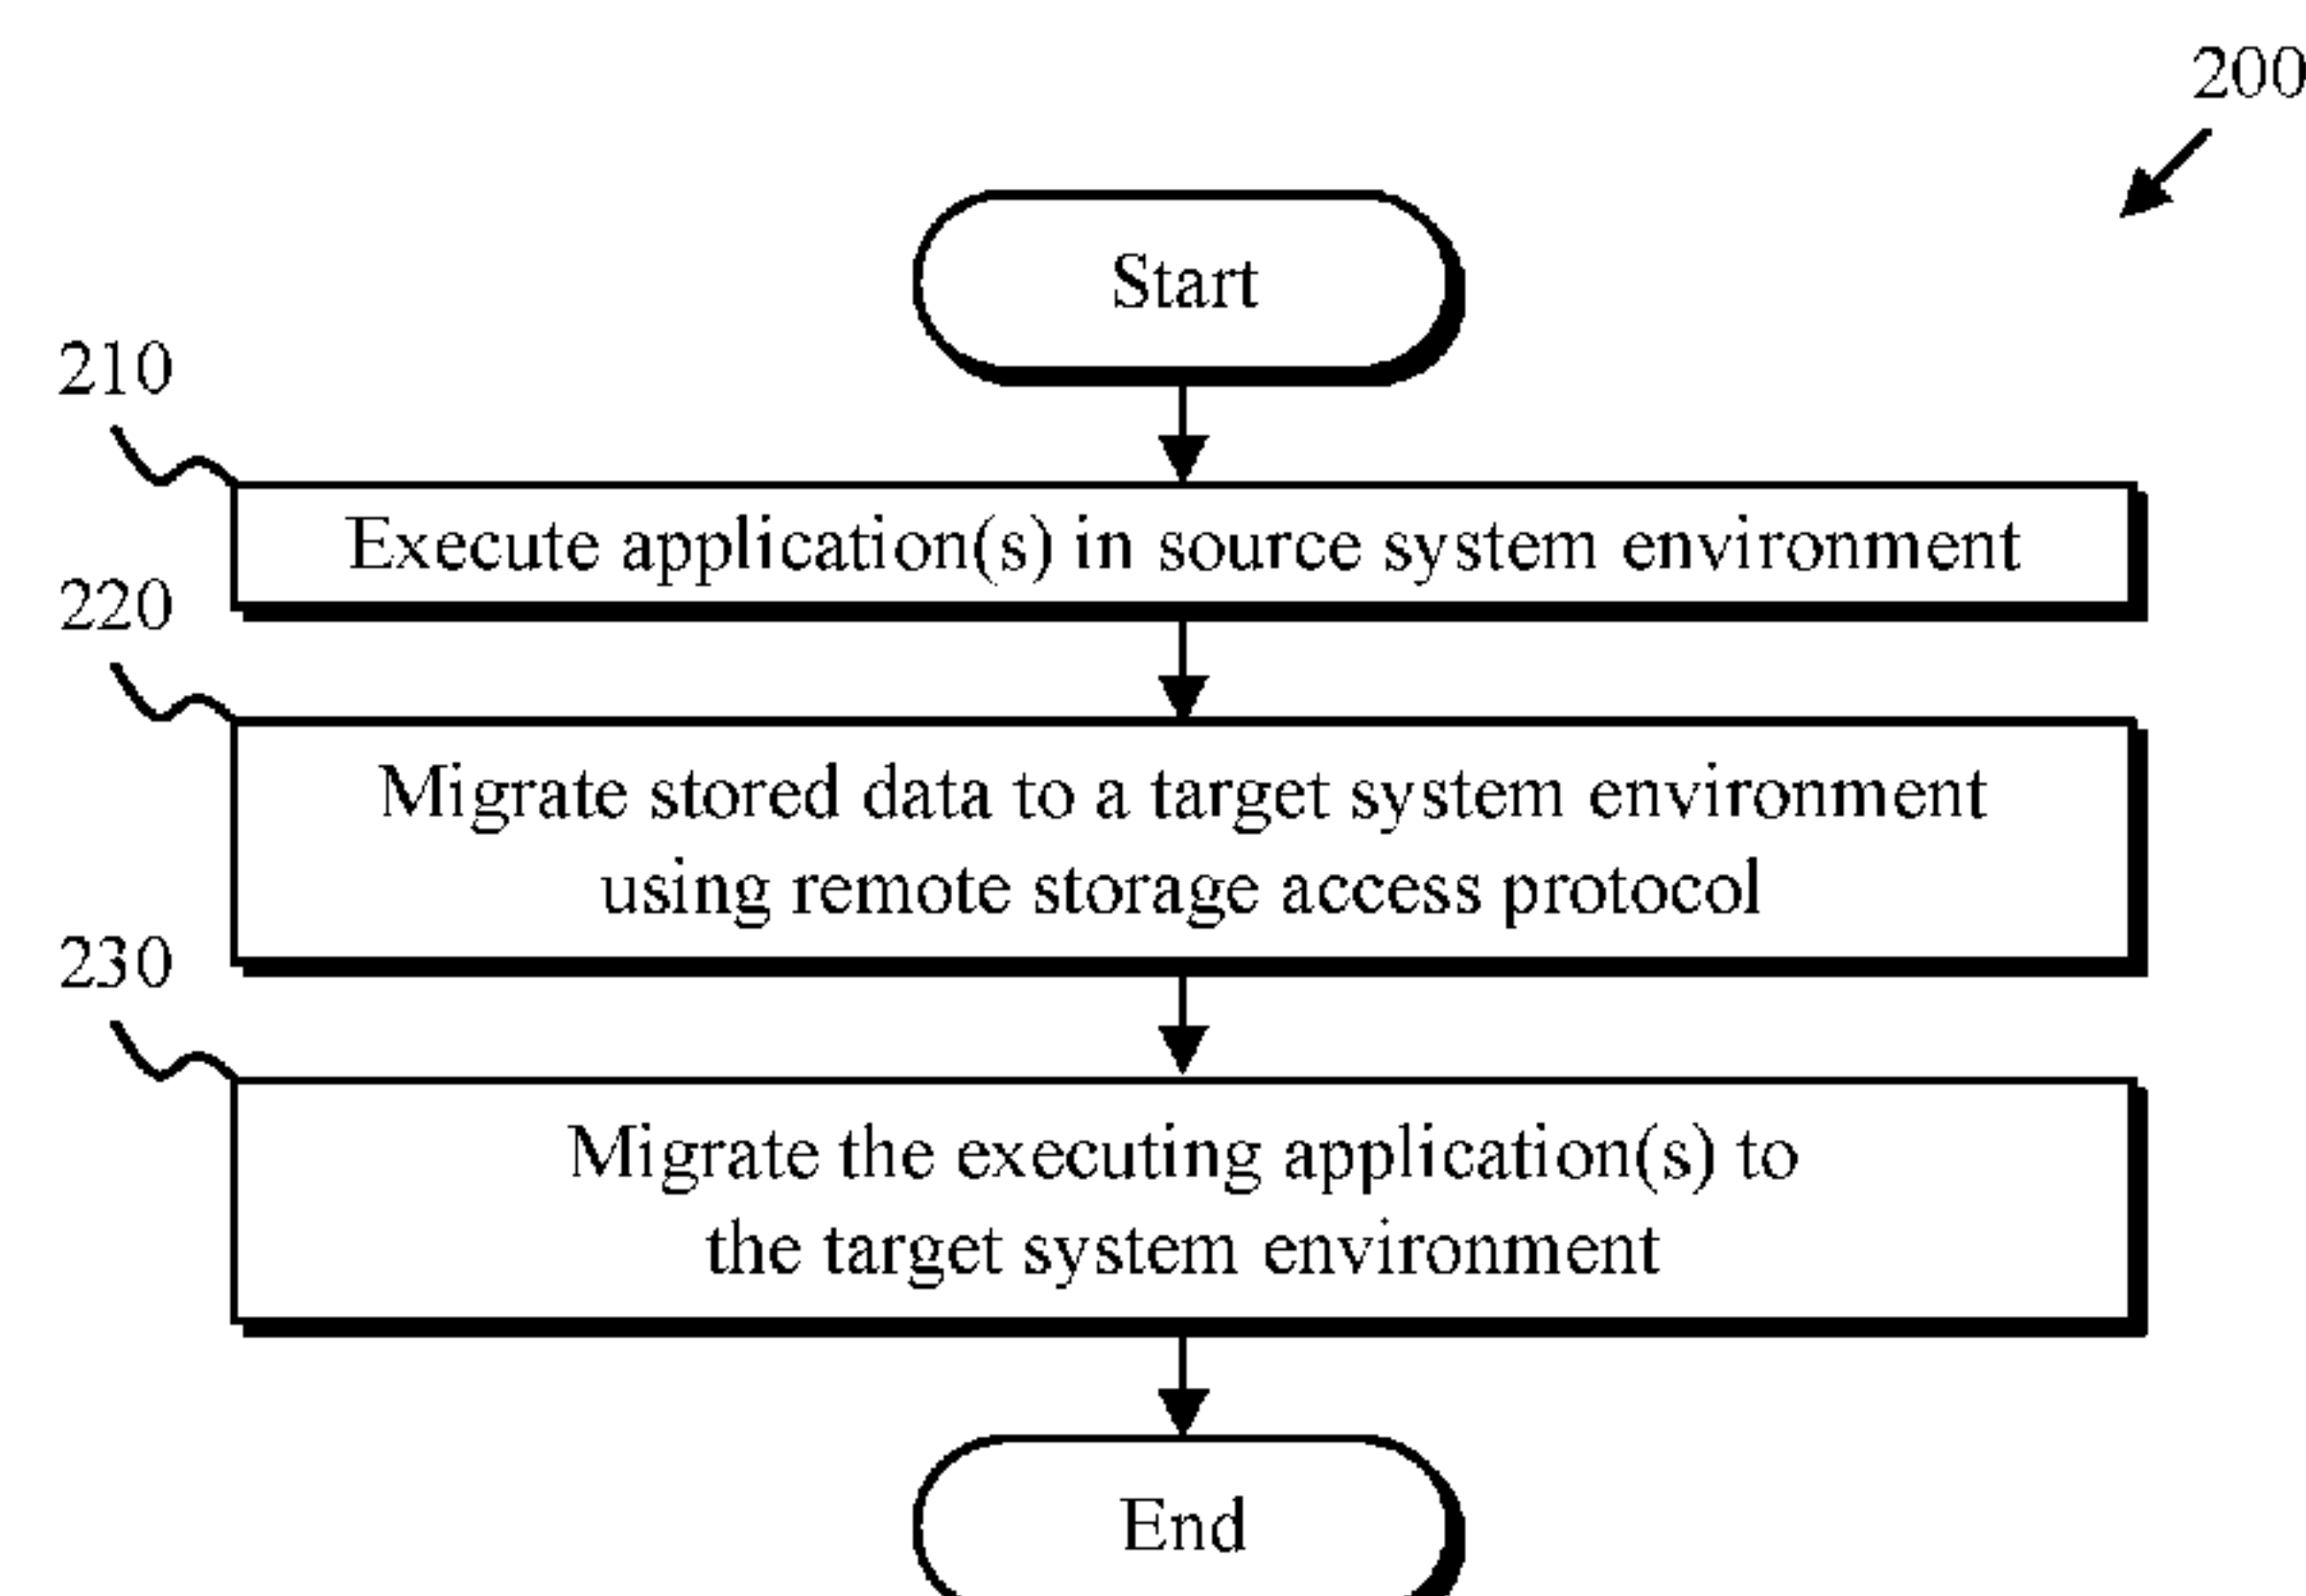 200
Start
210
Execute application(s) in source system environment
220
Migrate stored data to a target system environment
using remote storage access protocol
230
Migrate the executing application(s) to
the target system environment
End